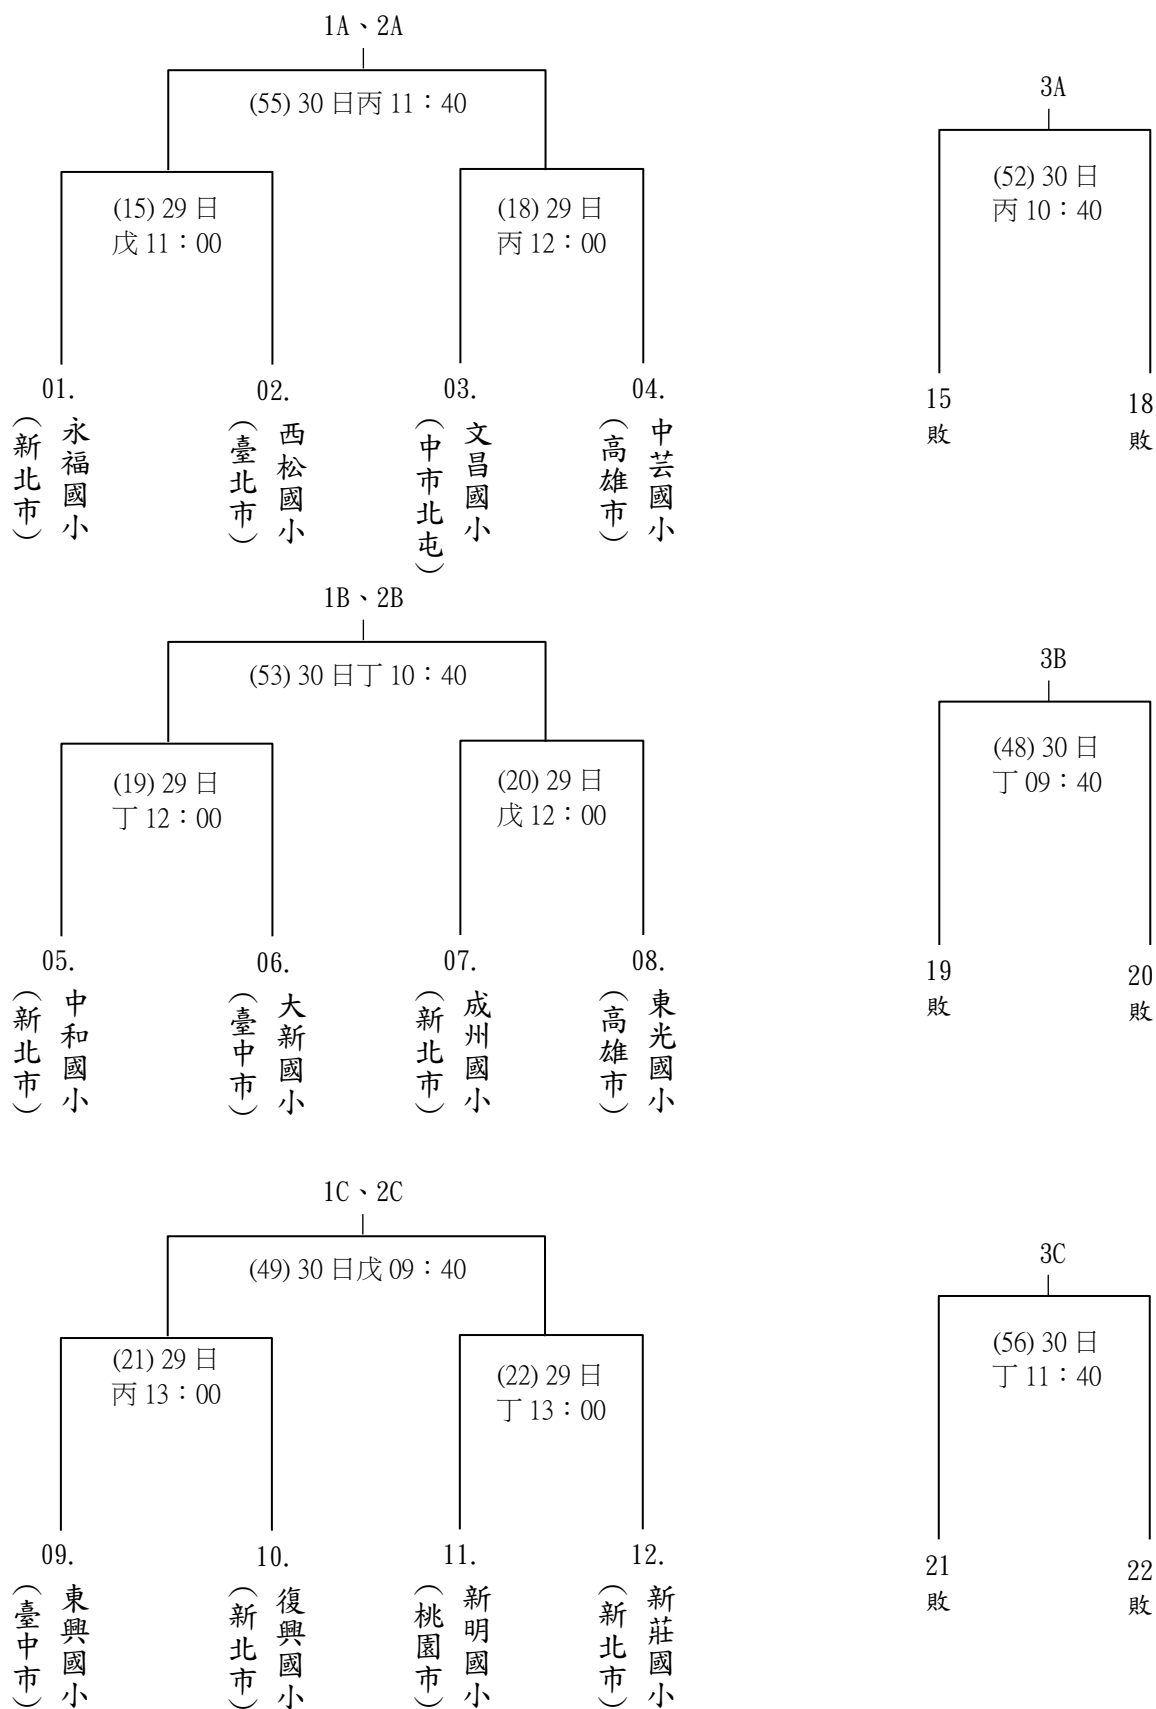 1A、2A
(55) 30 日丙 11：40
(15) 29 日
戊 11：00
(18) 29 日
丙 12：00
01.
永福國小
（新北市）
02.
西松國小
（臺北市）
03.
文昌國小
（中市北屯）
04.
中芸國小
（高雄市）
3A
(52) 30 日
丙 10：40
15
敗
18
敗
1B、2B
(53) 30 日丁 10：40
(19) 29 日
丁 12：00
(20) 29 日
戊 12：00
05.
中和國小
（新北市）
06.
大新國小
（臺中市）
07.
成州國小
（新北市）
08.
東光國小
（高雄市）
3B
(48) 30 日
丁 09：40
19
敗
20
敗
1C、2C
(49) 30 日戊 09：40
(21) 29 日
丙 13：00
(22) 29 日
丁 13：00
09.
東興國小
（臺中市）
10.
復興國小
（新北市）
11.
新明國小
（桃園市）
12.
新莊國小
（新北市）
3C
(56) 30 日
丁 11：40
21
敗
22
敗